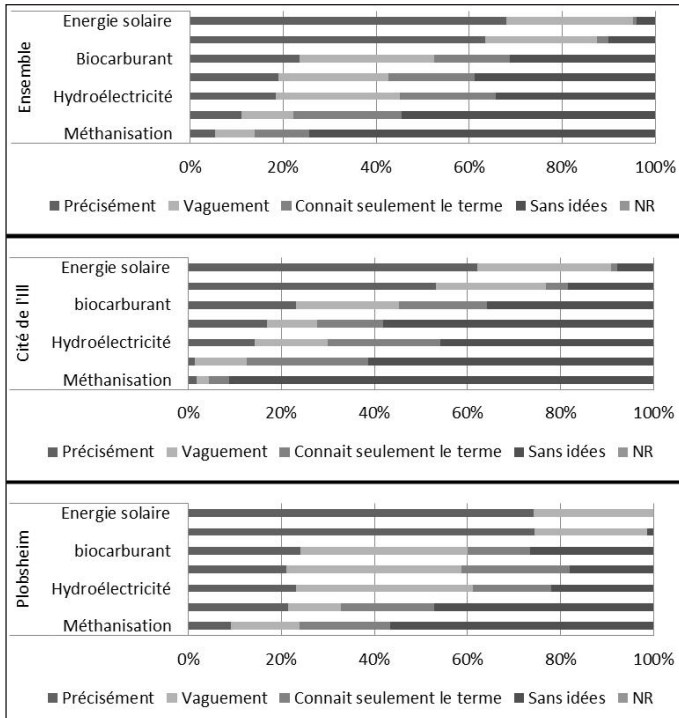 Ensemble
Energie solaire
Biocarburant
Hydroélectricité
Méthanisation
0% 20% 40% 60% 80% 100%
Précisément Vaguement Connait seulement le terme Sans idées NR
Cité de l'Ill
Energie solaire
biocarburant
Hydroélectricité
Méthanisation
0% 20% 40% 60% 80% 100%
Précisément Vaguement Connait seulement le terme Sans idées NR
Plobsheim
Energie solaire
biocarburant
Hydroélectricité
Méthanisation
0% 20% 40% 60% 80% 100%
Précisément Vaguement Connait seulement le terme Sans idées NR